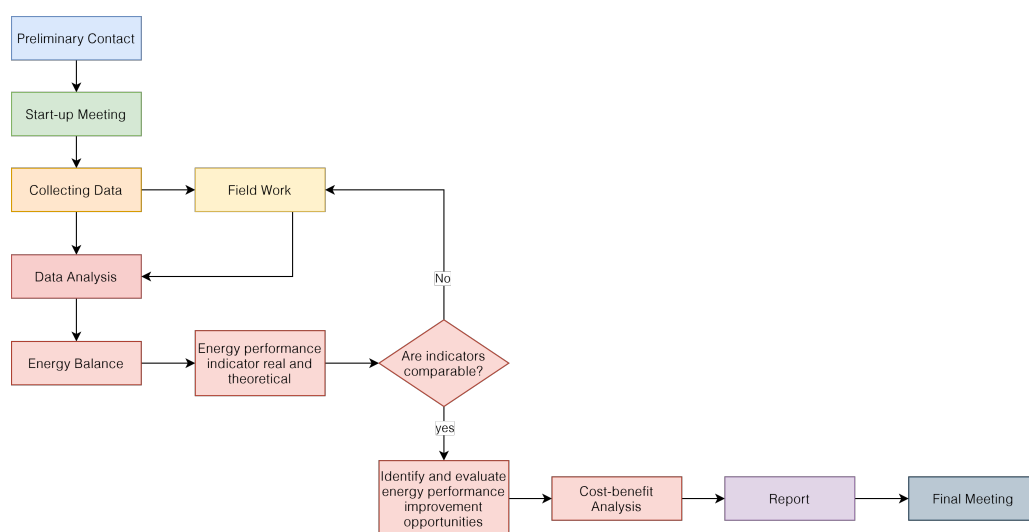 Preliminary Contact
Start-up Meeting
Collecting Data
Field Work
Data Analysis
No
Energy Balance
Energy performance
indicator real and
theoretical
Are indicators
comparable?
yes
Identify and evaluate
energy performance
improvement
opportunities
Cost-benefit
Analysis
Report
Final Meeting